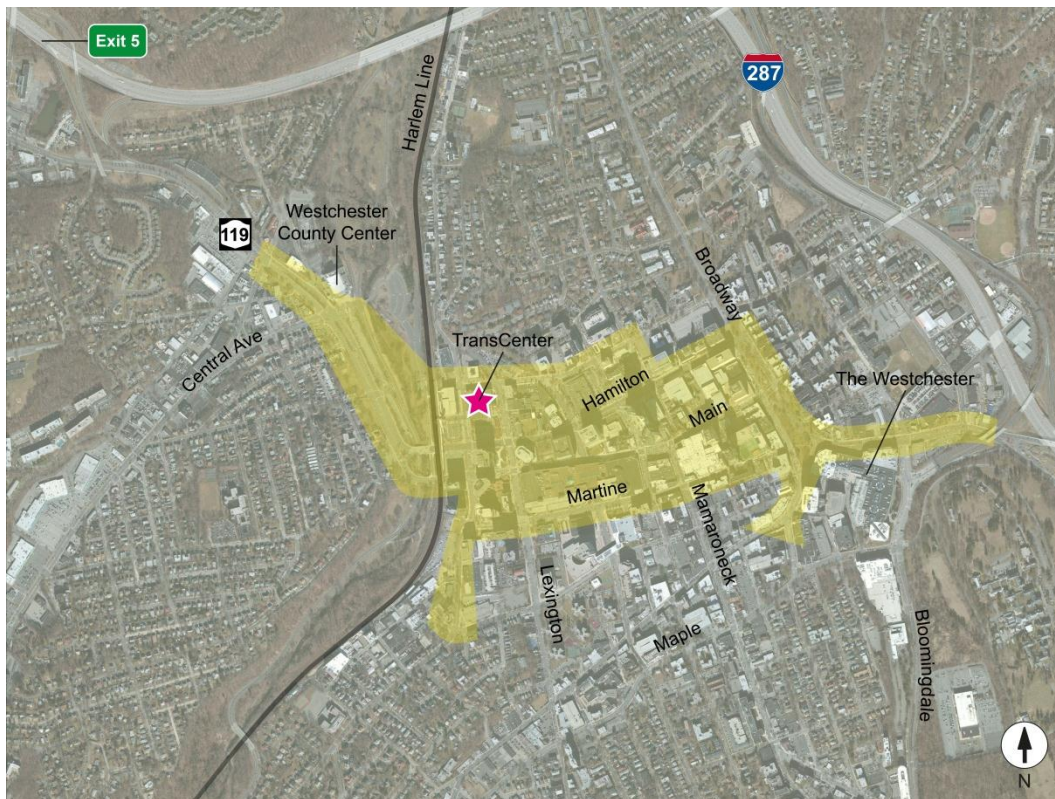 Exit 5
287
Harlem Line
Westchester
County Center
119
Broadway
Central Ave
TransCenter
Hamilton
The Westchester
Main
Martine
Mamaroneck
Lexington
Maple
Bloomingdale
N